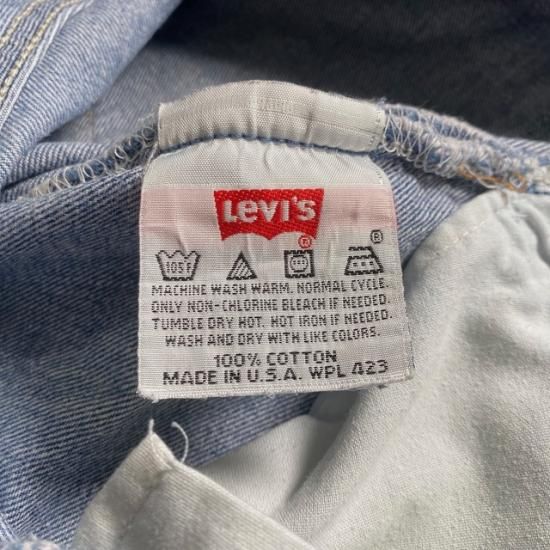 Levi's
®
®
105F
MACHINE WASH WARM. NORMAL CYCLE.
ONLY NON-CHLORINE BLEACH IF NEEDED.
TUMBLE DRY HOT. HOT IRON IF NEEDED.
WASH AND DRY WITH LIKE COLORS.
100% COTTON
MADE IN U.S.A. WPL 423